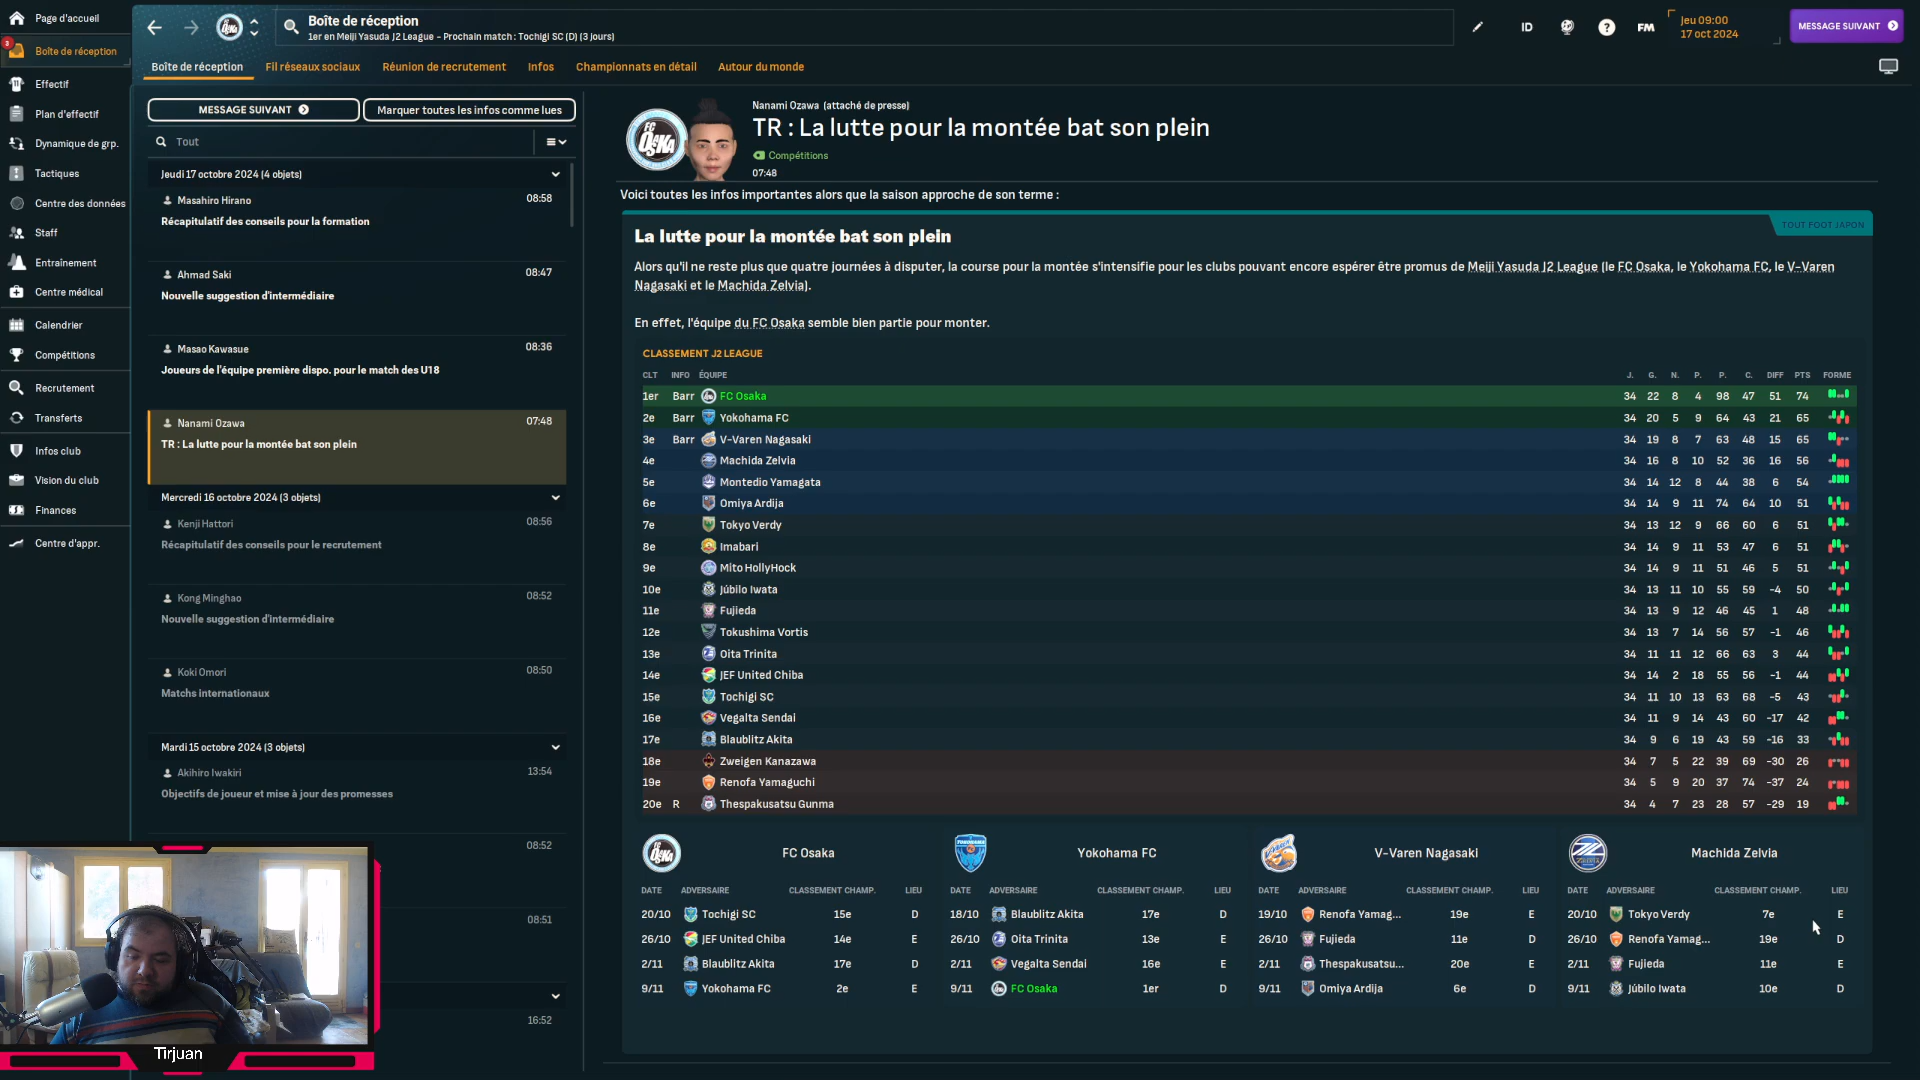 Page d'accueil
3
Boîte de réception
Effectif
Plan d'effectif
Dynamique de grp.
Tactiques
Centre des données
Staff
Entraînement
Centre médical
Calendrier
Compétitions
Recrutement
Transferts
Infos club
Vision du club
Finances
Centre d'appr.
Boîte de réception
1er en Meiji Yasuda J2 League - Prochain match : Tochigi SC (D) (3 jours)
ID
FM
Jeu 09:00
17 oct 2024
MESSAGE SUIVANT
Boîte de réception Fil réseaux sociaux Réunion de recrutement Infos Championnats en détail Autour du monde
MESSAGE SUIVANT
Marquer toutes les infos comme lues
Tout
Jeudi 17 octobre 2024 (4 objets)
Masahiro Hirano 08:58
Récapitulatif des conseils pour la formation
Ahmad Saki 08:47
Nouvelle suggestion d'intermédiaire
Masao Kawasue 08:36
Joueurs de l'équipe première dispo. pour le match des U18
Nanami Ozawa 07:48
TR : La lutte pour la montée bat son plein
Mercredi 16 octobre 2024 (3 objets)
Kenji Hattori 08:56
Récapitulatif des conseils pour le recrutement
Kong Minghao 08:52
Nouvelle suggestion d'intermédiaire
Koki Omori 08:50
Matchs internationaux
Mardi 15 octobre 2024 (3 objets)
Akihiro Iwakiri 13:54
Objectifs de joueur et mise à jour des promesses
08:52
08:51
16:52
Tirjuan
FC OSAKA
Nanami Ozawa (attaché de presse)
TR : La lutte pour la montée bat son plein
Compétitions
07:48
Voici toutes les infos importantes alors que la saison approche de son terme :
TOUT FOOT JAPON
La lutte pour la montée bat son plein
Alors qu'il ne reste plus que quatre journées à disputer, la course pour la montée s'intensifie pour les clubs pouvant encore espérer être promus de Meiji Yasuda J2 League (le FC Osaka, le Yokohama FC, le V-Varen
Nagasaki et le Machida Zelvia).
En effet, l'équipe du FC Osaka semble bien partie pour monter.
CLASSEMENT J2 LEAGUE
CLT INFO ÉQUIPE J. G. N. P. P. C. DIFF PTS FORME
1er Barr FC Osaka 34 22 8 4 98 47 51 74
2e Barr Yokohama FC 34 20 5 9 64 43 21 65
3e Barr V-Varen Nagasaki 34 19 8 7 63 48 15 65
4e Machida Zelvia 34 16 8 10 52 36 16 56
5e Montedio Yamagata 34 14 12 8 44 38 6 54
6e Omiya Ardija 34 14 9 11 74 64 10 51
7e Tokyo Verdy 34 13 12 9 66 60 6 51
8e Imabari 34 14 9 11 53 47 6 51
9e Mito HollyHock 34 14 9 11 51 46 5 51
10e Júbilo Iwata 34 13 11 10 55 59 -4 50
11e Fujieda 34 13 9 12 46 45 1 48
12e Tokushima Vortis 34 13 7 14 56 57 -1 46
13e Oita Trinita 34 11 11 12 66 63 3 44
14e JEF United Chiba 34 14 2 18 55 56 -1 44
15e Tochigi SC 34 11 10 13 63 68 -5 43
16e Vegalta Sendai 34 11 9 14 43 60 -17 42
17e Blaublitz Akita 34 9 6 19 43 59 -16 33
18e Zweigen Kanazawa 34 7 5 22 39 69 -30 26
19e Renofa Yamaguchi 34 5 9 20 37 74 -37 24
20e R Thespakusatsu Gunma 34 4 7 23 28 57 -29 19
FC Osaka
DATE ADVERSAIRE CLASSEMENT CHAMP. LIEU
20/10 Tochigi SC 15e D
26/10 JEF United Chiba 14e E
2/11 Blaublitz Akita 17e D
9/11 Yokohama FC 2e E
Yokohama FC
DATE ADVERSAIRE CLASSEMENT CHAMP. LIEU
18/10 Blaublitz Akita 17e D
26/10 Oita Trinita 13e E
2/11 Vegalta Sendai 16e E
9/11 FC Osaka 1er D
V-Varen Nagasaki
DATE ADVERSAIRE CLASSEMENT CHAMP. LIEU
19/10 Renofa Yamag... 19e E
26/10 Fujieda 11e D
2/11 Thespakusatsu... 20e E
9/11 Omiya Ardija 6e D
Machida Zelvia
DATE ADVERSAIRE CLASSEMENT CHAMP. LIEU
20/10 Tokyo Verdy 7e E
26/10 Renofa Yamag... 19e D
2/11 Fujieda 11e E
9/11 Júbilo Iwata 10e D